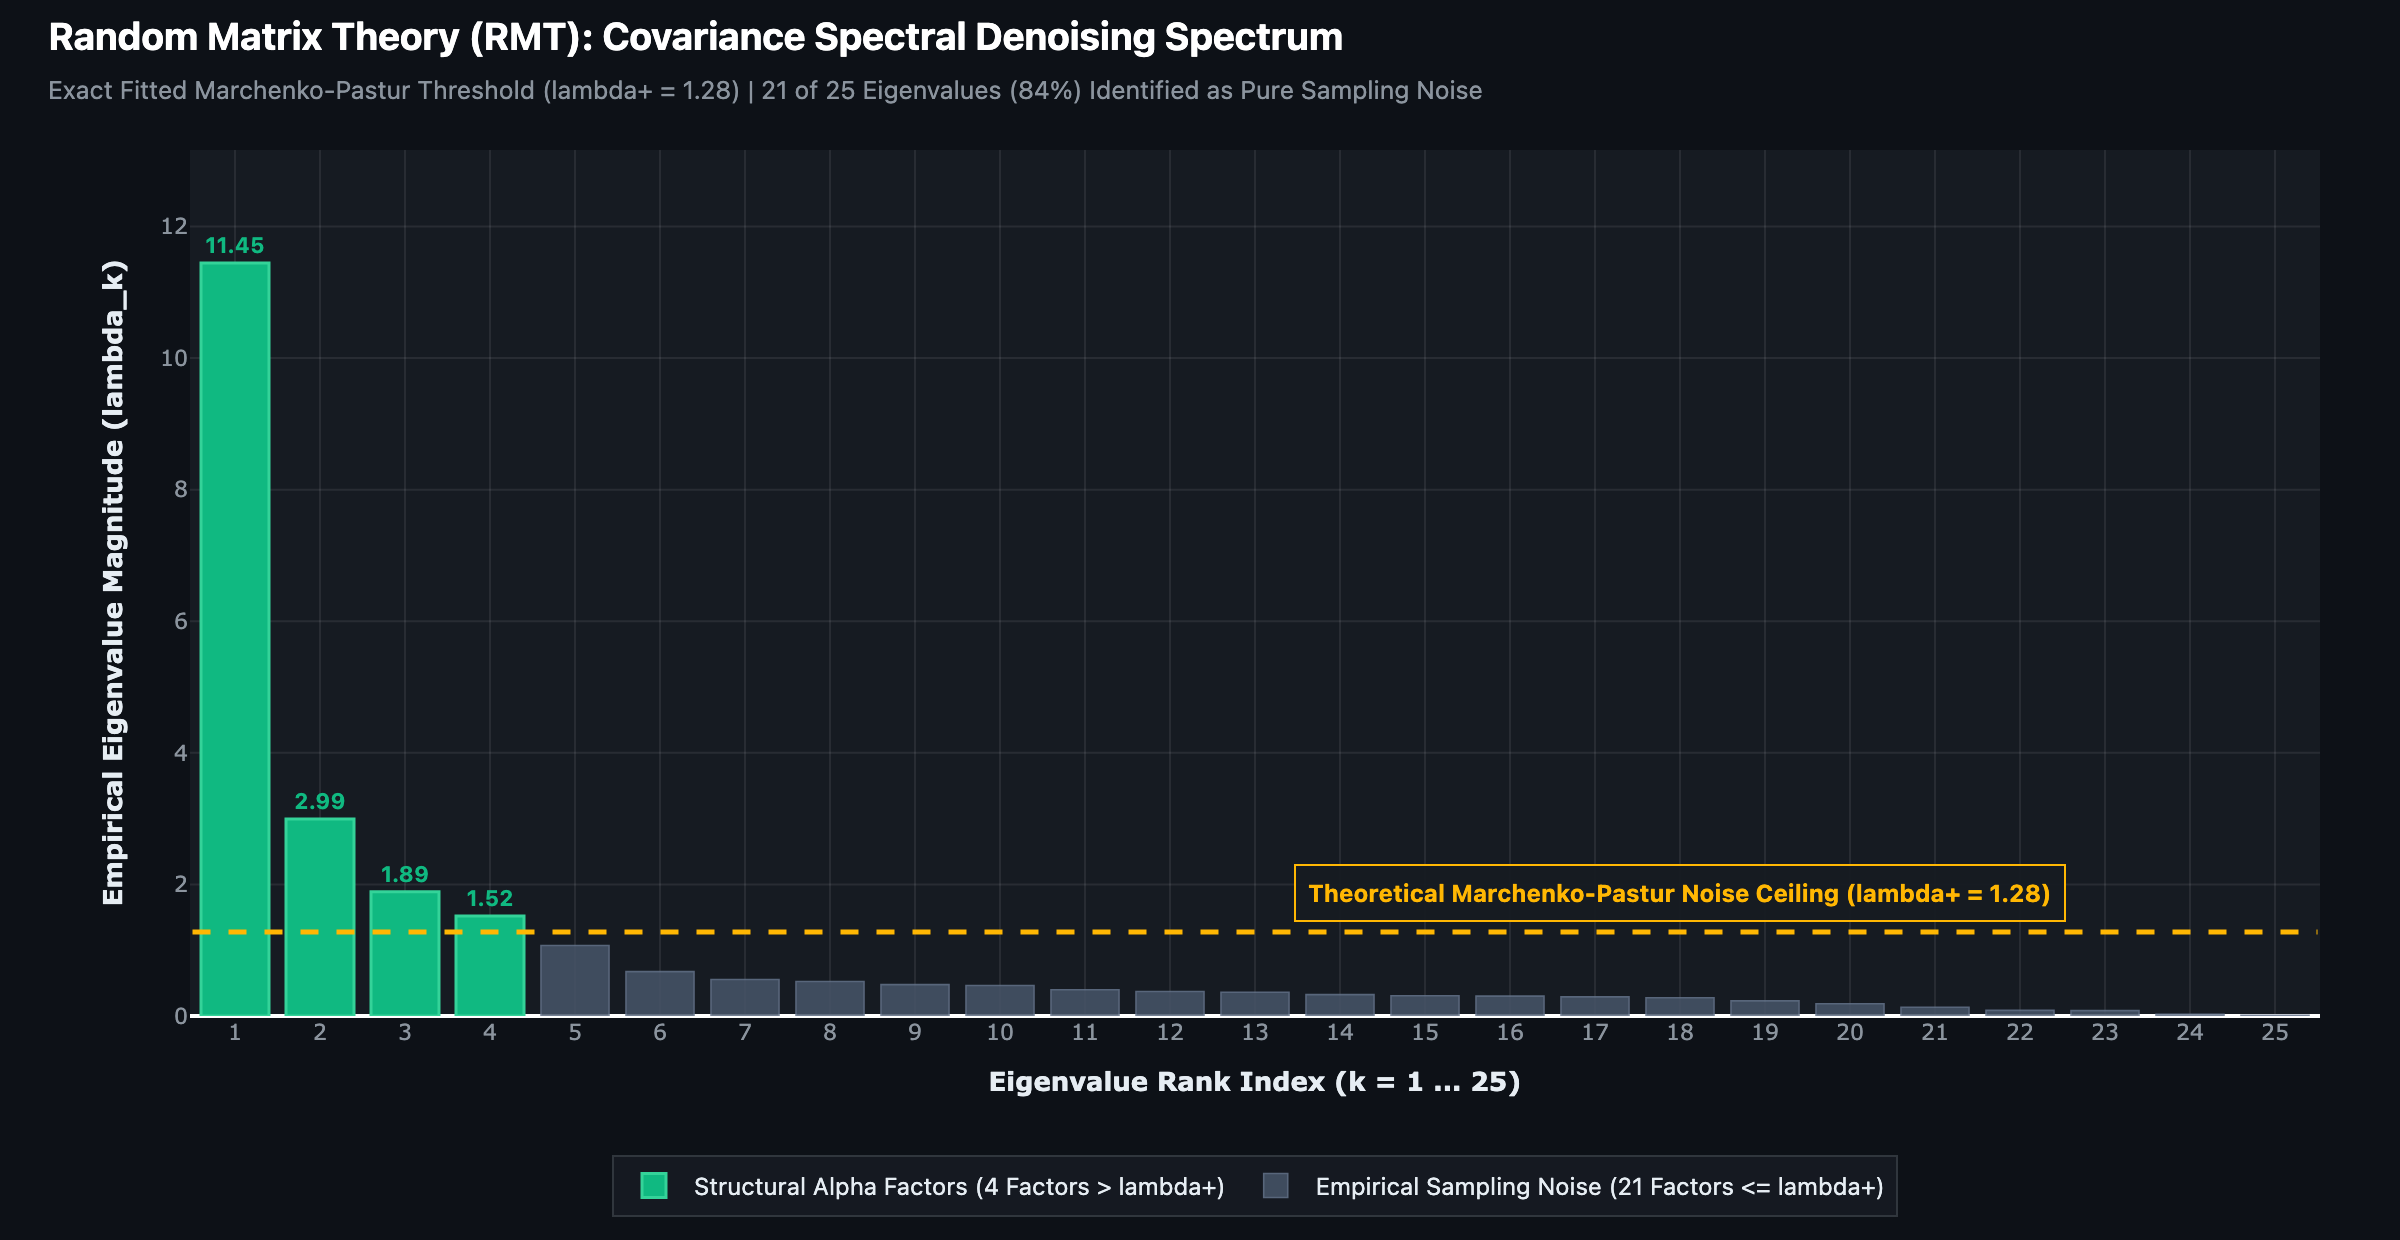 Random Matrix Theory (RMT): Covariance Spectral Denoising Spectrum
Exact Fitted Marchenko-Pastur Threshold (lambda+ = 1.28) | 21 of 25 Eigenvalues (84%) Identified as Pure Sampling Noise
Empirical Eigenvalue Magnitude (lambda_k)
12
10
8
6
4
2
0
11.45
2.99
1.89
1.52
Theoretical Marchenko-Pastur Noise Ceiling (lambda+ = 1.28)
1 2 3 4 5 6 7 8 9 10 11 12 13 14 15 16 17 18 19 20 21 22 23 24 25
Eigenvalue Rank Index (k = 1 ... 25)
Structural Alpha Factors (4 Factors > lambda+)
Empirical Sampling Noise (21 Factors <= lambda+)